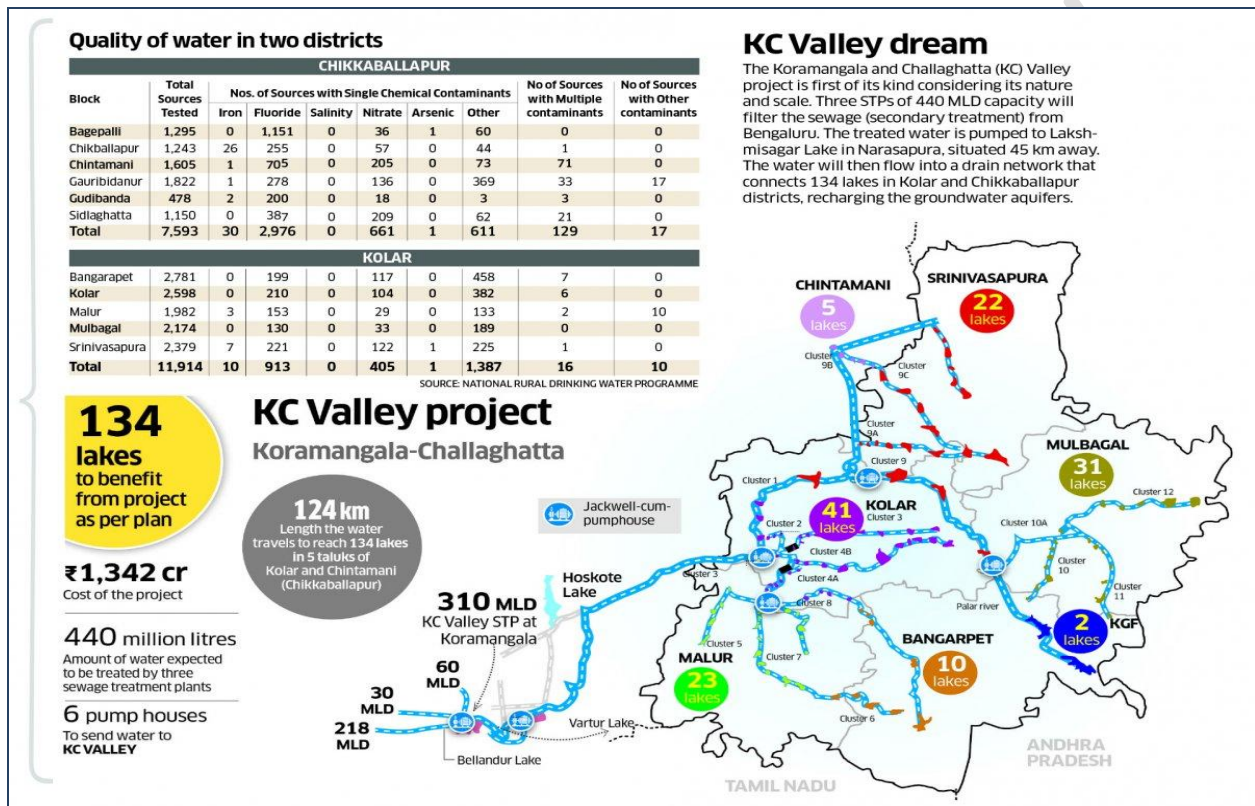 Quality of water in two districts
CHIKKABALLAPUR
Block Total Sources Tested Nos. of Sources with Single Chemical Contaminants No of Sources with Multiple contaminants No of Sources with Other contaminants
Iron Fluoride Salinity Nitrate Arsenic Other
Bagepalli 1,295 0 1,151 0 36 1 60 0 0
Chikballapur 1,243 26 255 0 57 0 44 1 0
Chintamani 1,605 1 705 0 205 0 73 71 0
Gauribidanur 1,822 1 278 0 136 0 369 33 17
Gudibanda 478 2 200 0 18 0 3 3 0
Sidlaghatta 1,150 0 387 0 209 0 62 21 0
Total 7,593 30 2,976 0 661 1 611 129 17
KOLAR
Bangarapet 2,781 0 199 0 117 0 458 7 0
Kolar 2,598 0 210 0 104 0 382 6 0
Malur 1,982 3 153 0 29 0 133 2 10
Mulbagal 2,174 0 130 0 33 0 189 0 0
Srinivasapura 2,379 7 221 0 122 1 225 1 0
Total 11,914 10 913 0 405 1 1,387 16 10
SOURCE: NATIONAL RURAL DRINKING WATER PROGRAMME
KC Valley dream
The Koramangala and Challaghatta (KC) Valley
project is first of its kind considering its nature
and scale. Three STPs of 440 MLD capacity will
filter the sewage (secondary treatment) from
Bengaluru. The treated water is pumped to Laksh-
misagar Lake in Narasapura, situated 45 km away.
The water will then flow into a drain network that
connects 134 lakes in Kolar and Chikkaballapur
districts, recharging the groundwater aquifers.
134
lakes
to benefit
from project
as per plan
₹1,342 cr
Cost of the project
440 million litres
Amount of water expected
to be treated by three
sewage treatment plants
6 pump houses
To send water to
KC VALLEY
KC Valley project
Koramangala-Challaghatta
124 km
Length the water
travels to reach 134 lakes
in 5 taluks of
Kolar and Chintamani
(Chikkaballapur)
Jackwell-cum-
pumphouse
Hoskote
Lake
310 MLD
KC Valley STP at
Koramangala
60
MLD
30
MLD
218
MLD
Bellandur Lake
Vartur Lake
CHINTAMANI
5
lakes
SRINIVASAPURA
22
lakes
Cluster
9B
Cluster
9C
Cluster
9A
Cluster 9
Cluster 1
MULBAGAL
31
lakes
Cluster 12
41
lakes
KOLAR
Cluster 3
Cluster 2
Cluster 4B
Cluster 10A
Cluster 3
Cluster 4A
Cluster
10
Cluster
11
Cluster 8
Palar river
KGF
2
lakes
Cluster 5
MALUR
23
lakes
Cluster 7
BANGARPET
10
lakes
Cluster 6
ANDHRA
PRADESH
TAMIL NADU